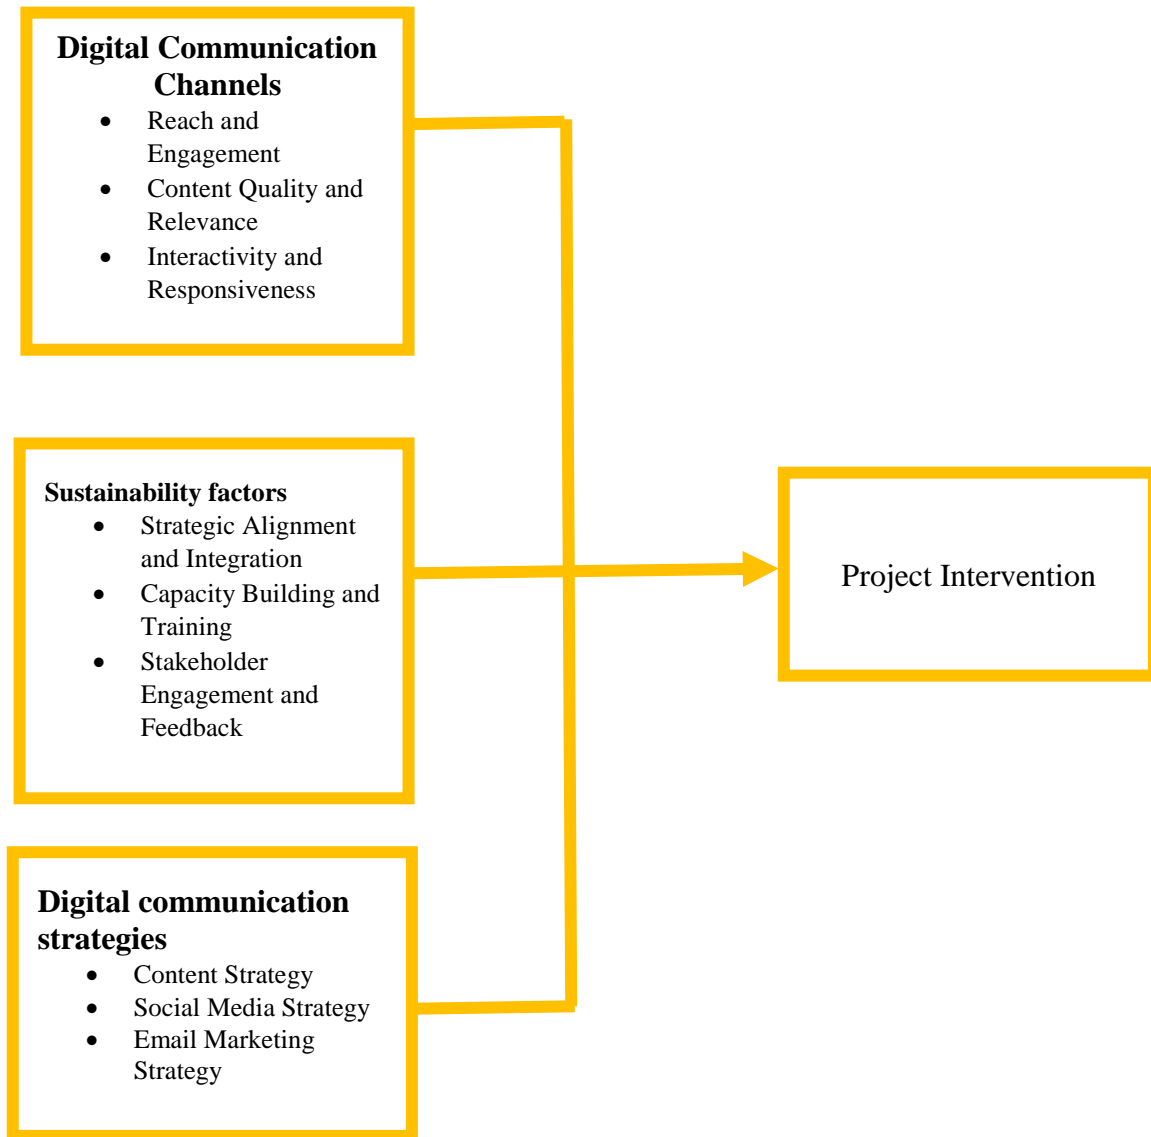 Digital Communication
Channels
• Reach and
Engagement
• Content Quality and
Relevance
• Interactivity and
Responsiveness
Sustainability factors
• Strategic Alignment
and Integration
• Capacity Building and
Training
• Stakeholder
Engagement and
Feedback
Project Intervention
Digital communication
strategies
• Content Strategy
• Social Media Strategy
• Email Marketing
Strategy